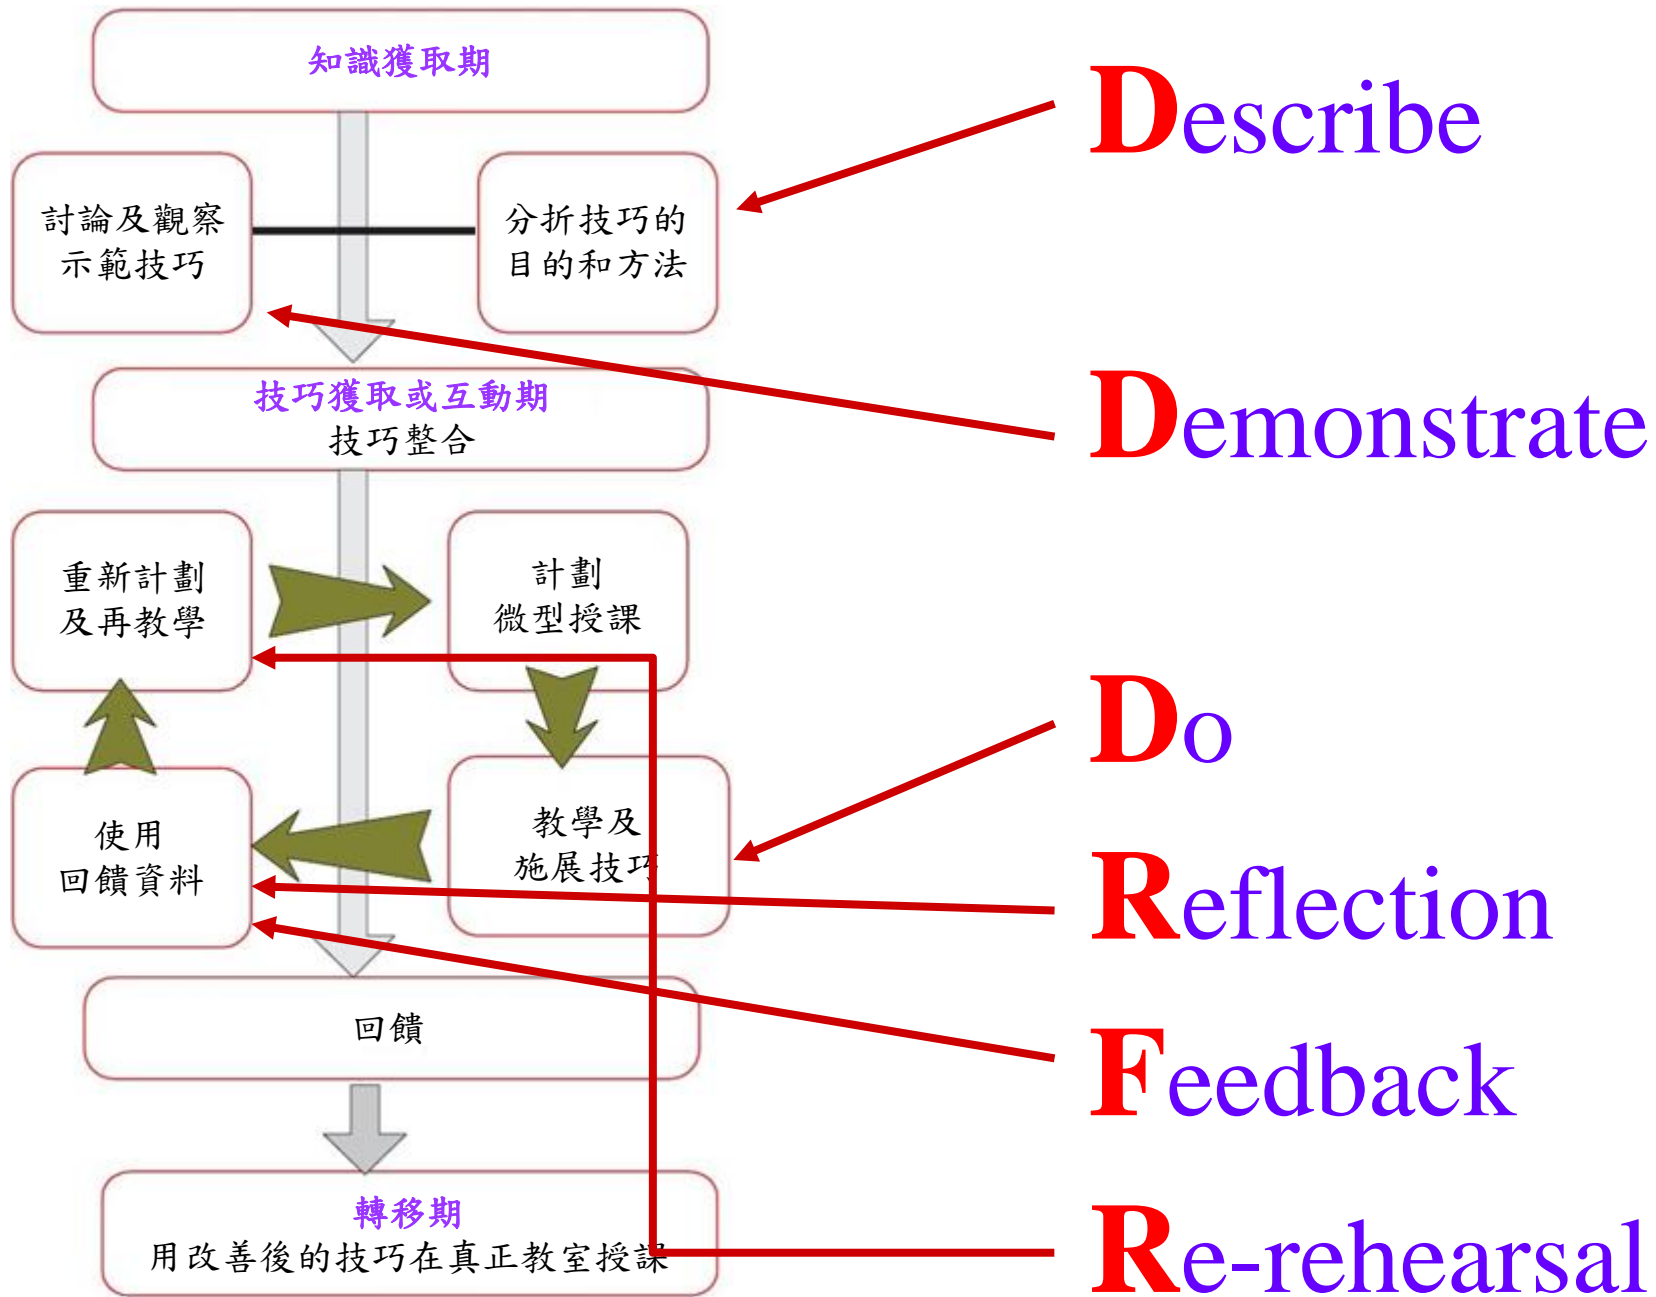 知識獲取期
Describe
討論及觀察
示範技巧
分折技巧的
目的和方法
技巧獲取或互動期
技巧整合
Demonstrate
重新計劃
及再教學
計劃
微型授課
Do
使用
回饋資料
教學及
施展技巧
Reflection
回饋
Feedback
轉移期
用改善後的技巧在真正教室授課
Re-rehearsal